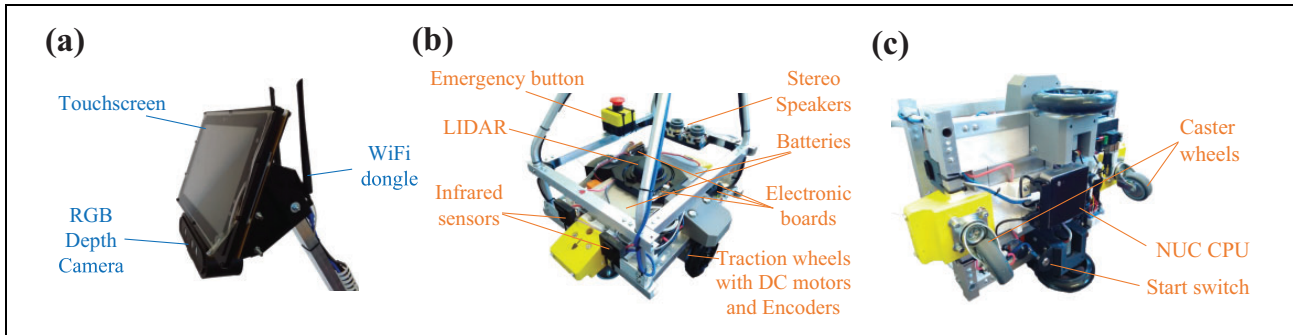 (a)
Touchscreen
WiFi
dongle
RGB
Depth
Camera
(b)
Emergency button
Stereo
Speakers
LIDAR
Batteries
Infrared
sensors
Electronic
boards
Traction wheels
with DC motors
and Encoders
(c)
Caster
wheels
NUC CPU
Start switch